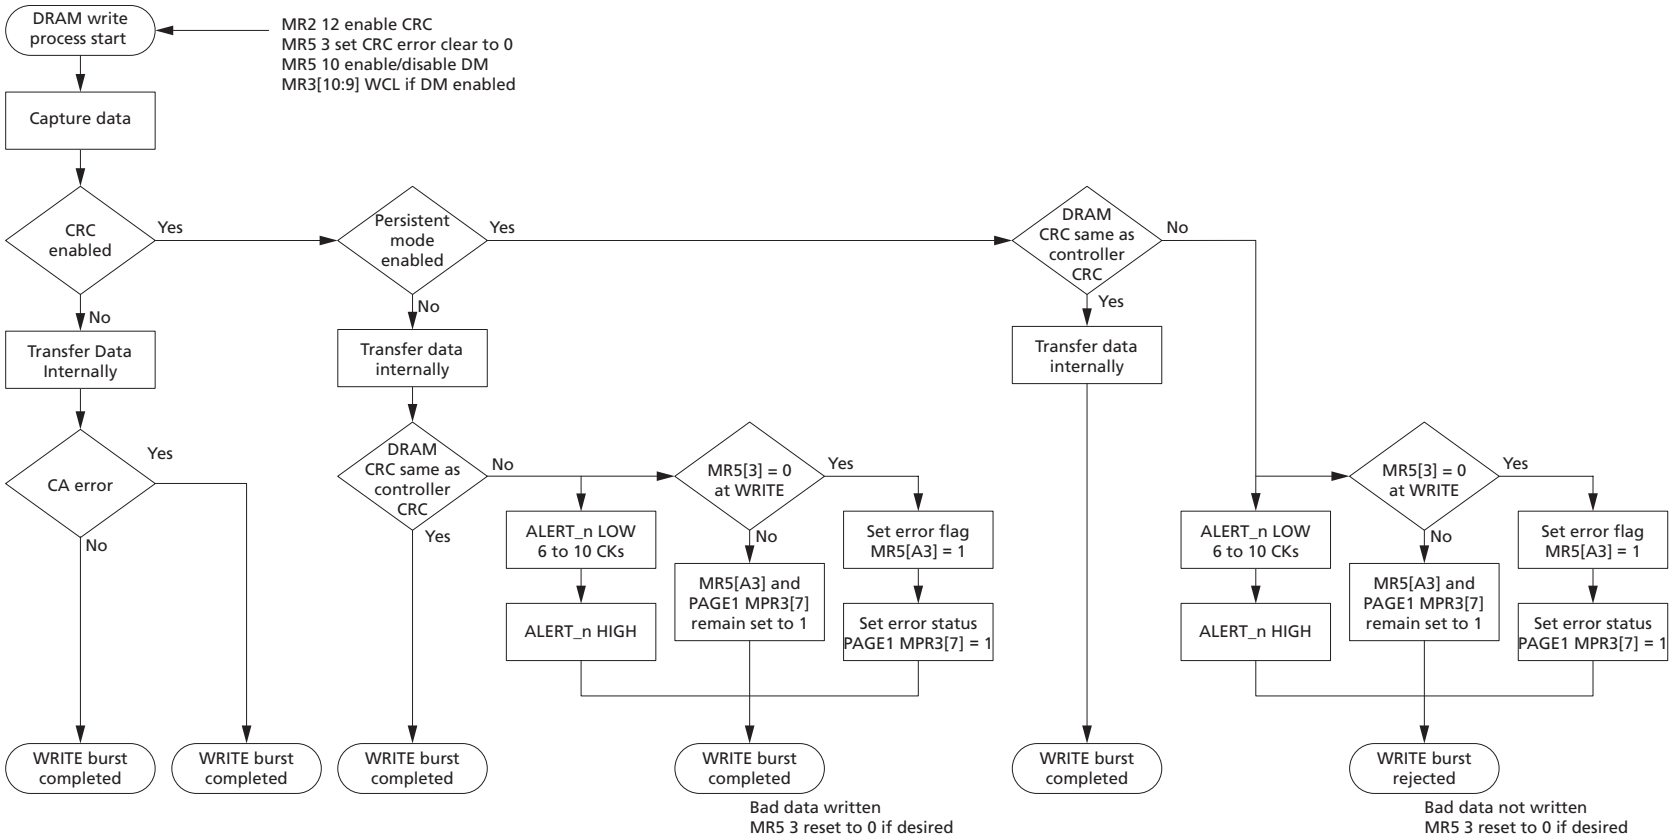 DRAM write
process start
MR2 12 enable CRC
MR5 3 set CRC error clear to 0
MR5 10 enable/disable DM
MR3[10:9] WCL if DM enabled
Capture data
CRC
enabled
Yes
Persistent
mode
enabled
Yes
DRAM
CRC same as
controller
CRC
No
No
No
Yes
Transfer Data
Internally
Transfer data
internally
Transfer data
internally
CA error
Yes
No
DRAM
CRC same as
controller
CRC
No
Yes
MR5[3] = 0
at WRITE
Yes
No
ALERT_n LOW
6 to 10 CKs
Set error flag
MR5[A3] = 1
ALERT_n HIGH
MR5[A3] and
PAGE1 MPR3[7]
remain set to 1
Set error status
PAGE1 MPR3[7] = 1
MR5[3] = 0
at WRITE
Yes
No
ALERT_n LOW
6 to 10 CKs
Set error flag
MR5[A3] = 1
ALERT_n HIGH
MR5[A3] and
PAGE1 MPR3[7]
remain set to 1
Set error status
PAGE1 MPR3[7] = 1
WRITE burst
completed
WRITE burst
completed
WRITE burst
completed
WRITE burst
completed
Bad data written
MR5 3 reset to 0 if desired
WRITE burst
completed
WRITE burst
rejected
Bad data not written
MR5 3 reset to 0 if desired